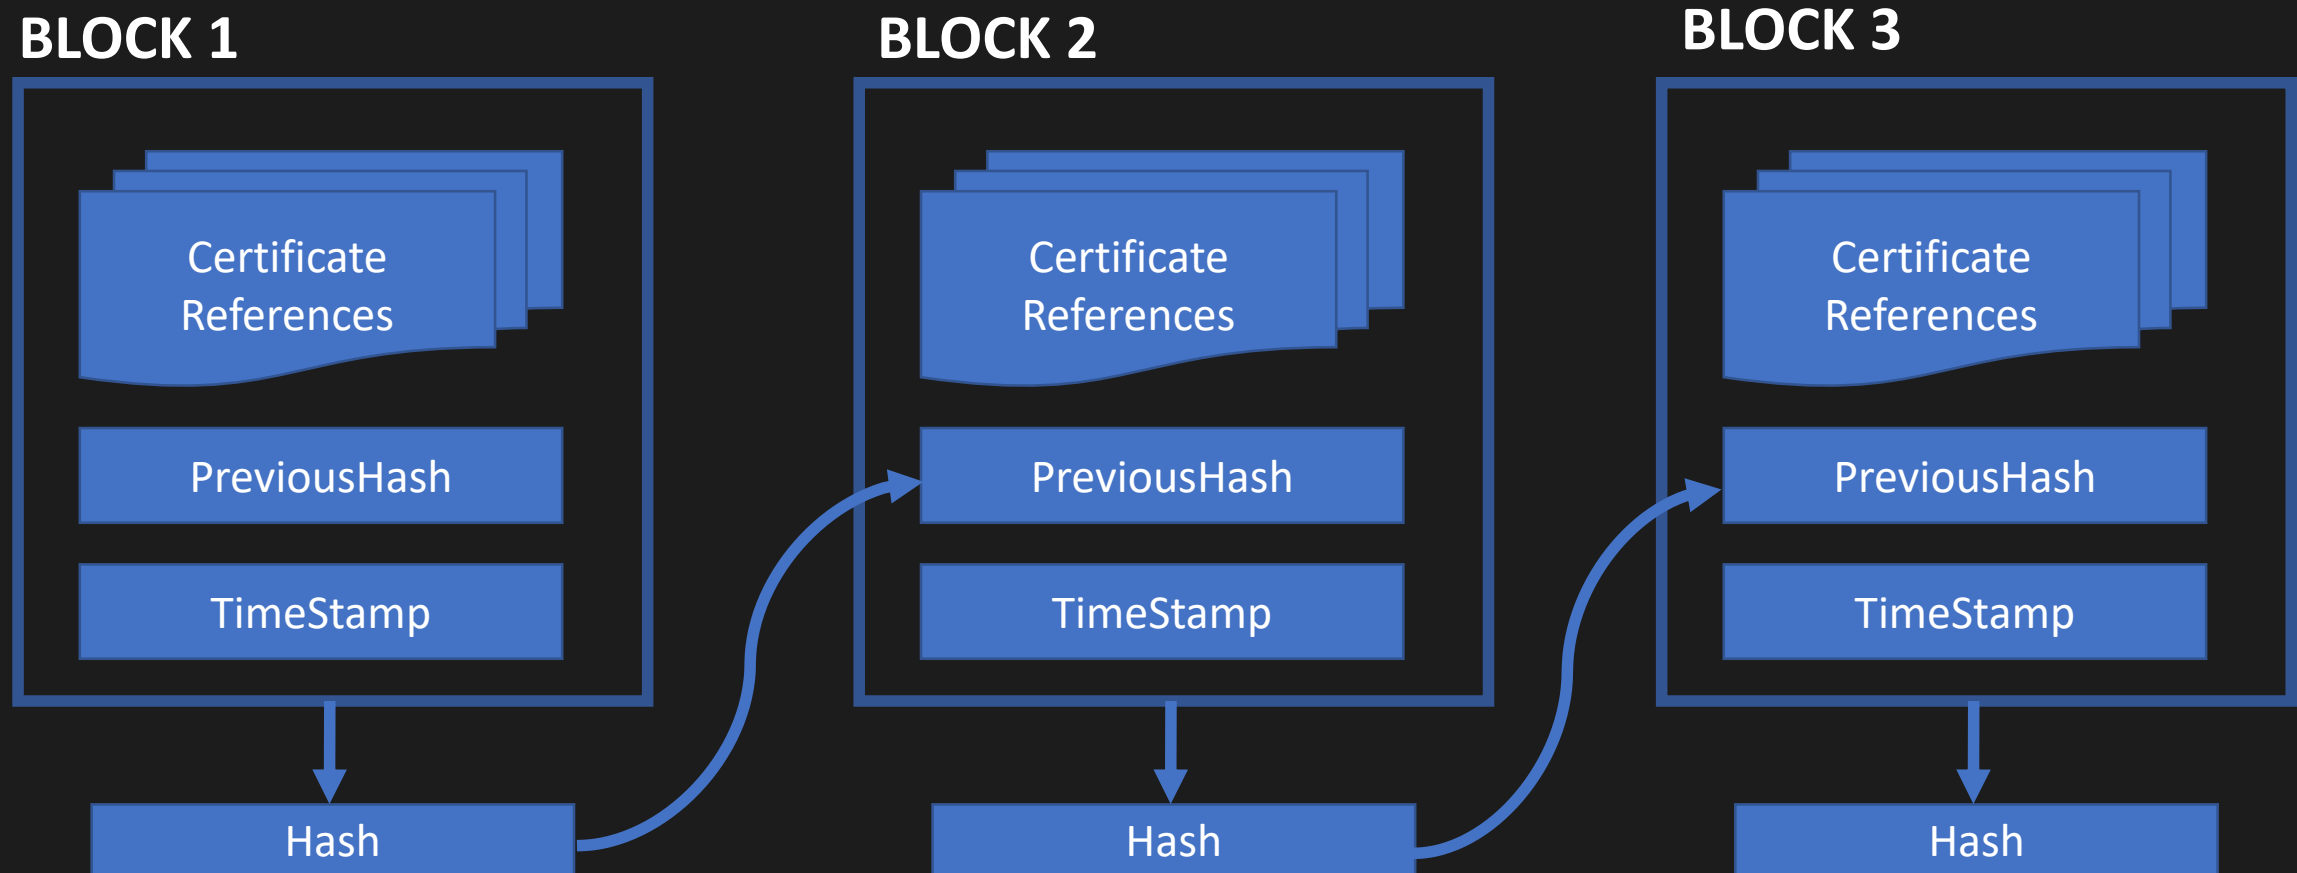 BLOCK 1
Certificate
References
PreviousHash
TimeStamp
Hash
BLOCK 2
Certificate
References
PreviousHash
TimeStamp
Hash
BLOCK 3
Certificate
References
PreviousHash
TimeStamp
Hash